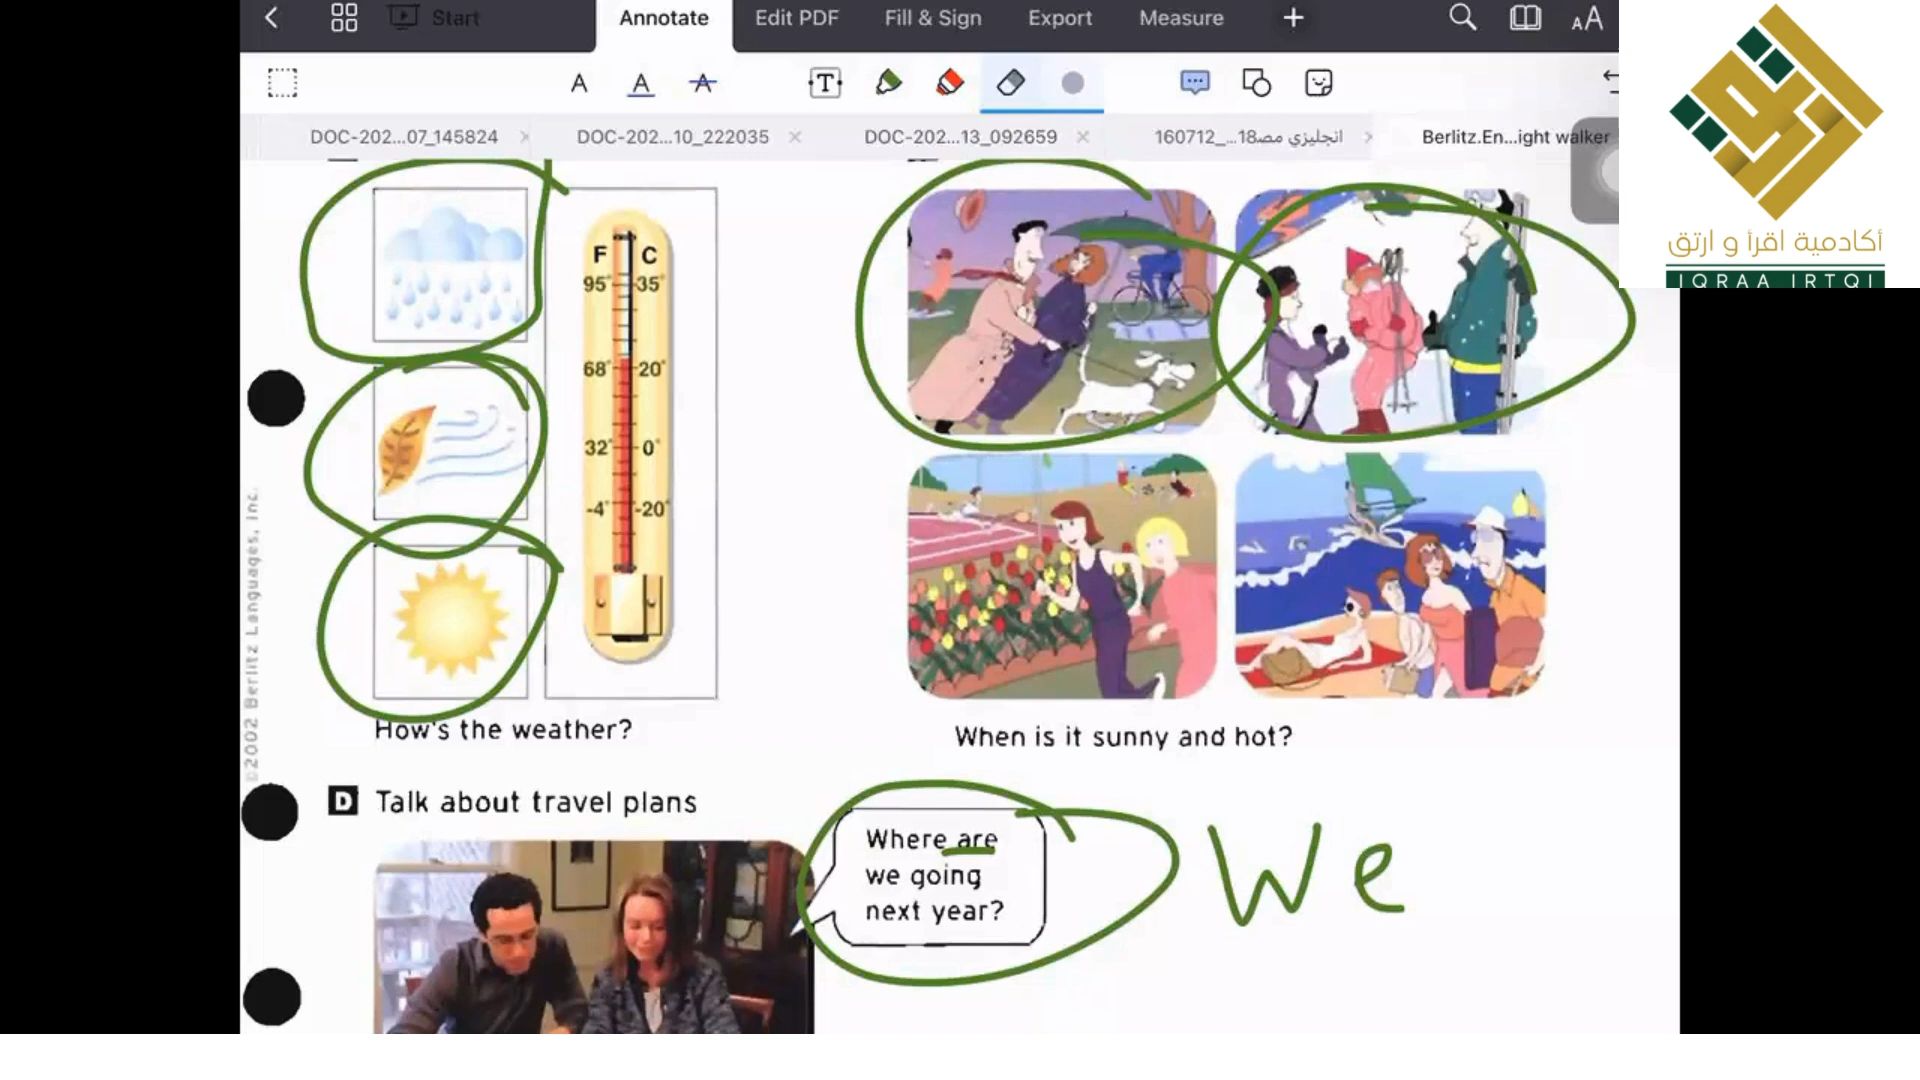 Start
Annotate
Edit PDF
Fill & Sign
Export
Measure
DOC-202...07_145824
DOC-202...10_222035
DOC-202...13_092659
انجليزي مص18..._160712
Berlitz.En...ight walker
أكادمية اقرأ و ارتق
IQRAA IRTQI
F C
95° 35°
68° 20°
32° 0°
-4° -20°
©2002 Berlitz Languages, Inc.
How's the weather?
When is it sunny and hot?
D Talk about travel plans
Where are
we going
next year?
We